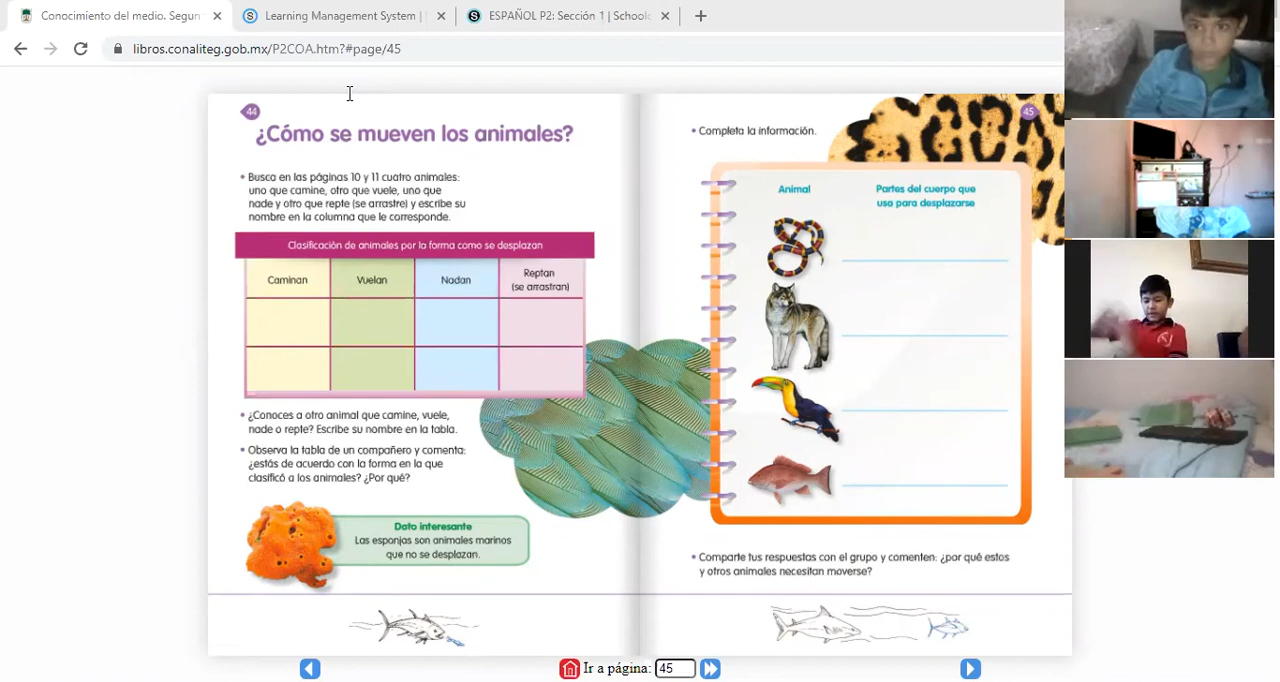 Conocimiento del medio. Segun
Learning Management System |
ESPAÑOL P2: Sección 1 | School
libros.conaliteg.gob.mx/P2COA.htm?#page/45
44
¿Cómo se mueven los animales?
• Busca en las páginas 10 y 11 cuatro animales:
uno que camine, otro que vuele, uno que
nade y otro que repte (se arrastre) y escribe su
nombre en la columna que le corresponde.
Clasificación de animales por la forma como se desplazan
Caminan
Vuelan
Nadan
Reptan
(se arrastran)
• ¿Conoces a otro animal que camine, vuele,
nade o repte? Escribe su nombre en la tabla.
• Observa la tabla de un compañero y comenta:
¿estás de acuerdo con la forma en la que
clasificó a los animales? ¿Por qué?
Dato interesante
Las esponjas son animales marinos
que no se desplazan.
45
• Completa la información.
Animal
Partes del cuerpo que
usa para desplazarse
• Comparte tus respuestas con el grupo y comenten: ¿por qué estos
y otros animales necesitan moverse?
Ir a página: 45